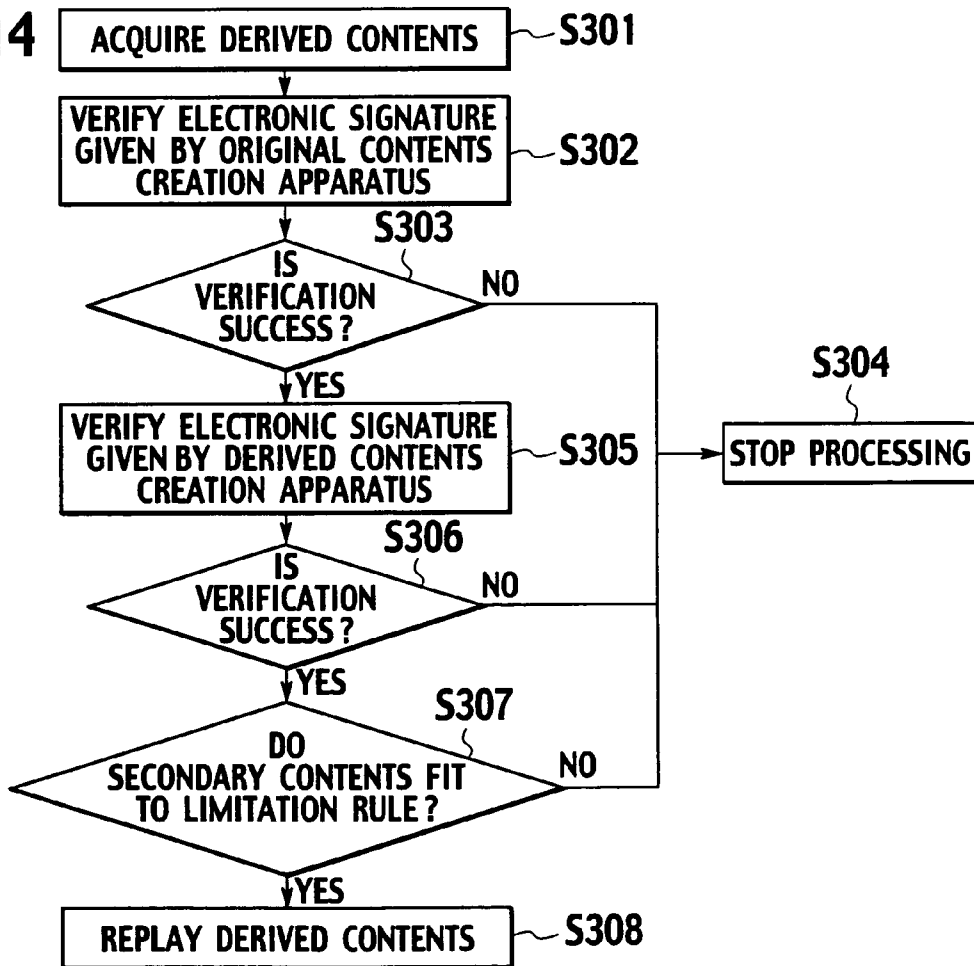 14
ACQUIRE DERIVED CONTENTS
S301
VERIFY ELECTRONIC SIGNATURE
GIVEN BY ORIGINAL CONTENTS
CREATION APPARATUS
S302
S303
IS
VERIFICATION
SUCCESS?
NO
YES
S304
STOP PROCESSING
VERIFY ELECTRONIC SIGNATURE
GIVEN BY DERIVED CONTENTS
CREATION APPARATUS
S305
S306
IS
VERIFICATION
SUCCESS?
NO
YES
S307
DO
SECONDARY CONTENTS FIT
TO LIMITATION RULE?
NO
YES
REPLAY DERIVED CONTENTS
S308